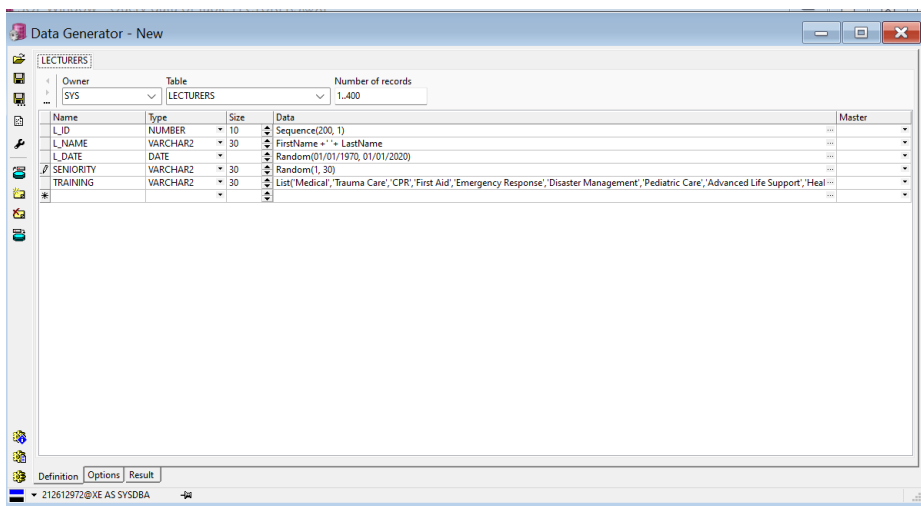 Data Generator - New
LECTURERS
Owner Table Number of records
SYS LECTURERS 1..400
Name Type Size Data Master
L_ID NUMBER 10 Sequence(200, 1)
L_NAME VARCHAR2 30 FirstName +' '+ LastName
L_DATE DATE Random(01/01/1970, 01/01/2020)
SENIORITY VARCHAR2 30 Random(1, 30)
TRAINING VARCHAR2 30 List('Medical','Trauma Care','CPR','First Aid','Emergency Response','Disaster Management','Pediatric Care','Advanced Life Support','Heal
Definition Options Result
212612972@XE AS SYSDBA